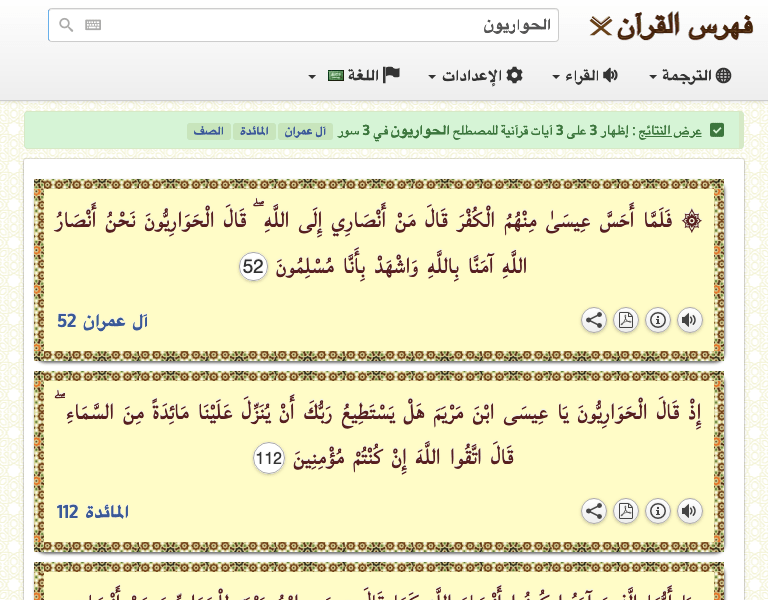 فهرس القرآن
الحواريون
الترجمة القراء الإعدادات اللغة
عرض النتائج : إظهار 3 على 3 آيات قرآنية للمصطلح الحواريون في 3 سور آل عمران المائدة الصف
۞ فَلَمَّا أَحَسَّ عِيسَىٰ مِنْهُمُ الْكُفْرَ قَالَ مَنْ أَنْصَارِي إِلَى اللَّهِ ۖ قَالَ الْحَوَارِيُّونَ نَحْنُ أَنْصَارُ
اللَّهِ آمَنَّا بِاللَّهِ وَاشْهَدْ بِأَنَّا مُسْلِمُونَ 52
آل عمران 52
إِذْ قَالَ الْحَوَارِيُّونَ يَا عِيسَى ابْنَ مَرْيَمَ هَلْ يَسْتَطِيعُ رَبُّكَ أَنْ يُنَزِّلَ عَلَيْنَا مَائِدَةً مِنَ السَّمَاءِ ۖ
قَالَ اتَّقُوا اللَّهَ إِنْ كُنْتُمْ مُؤْمِنِينَ 112
المائدة 112